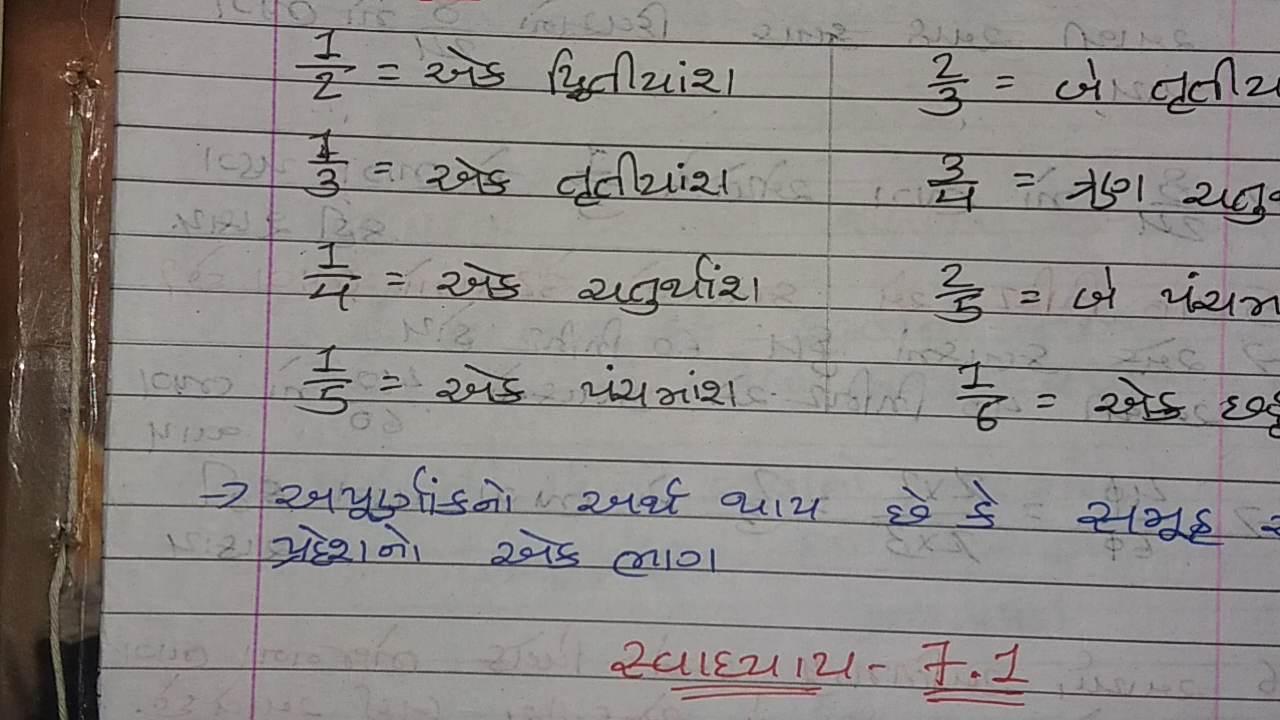 1/2 = એક દ્વિતીયાંશ 2/3 = બે તૃતીય
1/3 = એક તૃતીયાંશ 3/4 = ત્રણ ચતુ
1/4 = એક ચતુર્થાંશ 2/5 = બે પંચમ
1/5 = એક પંચમાંશ 1/6 = એક
→ અપૂર્ણાંકનો અર્થ થાય છે કે સમૂહ
પ્રદેશનો એક ભાગ
સ્વાધ્યાય - 7.1